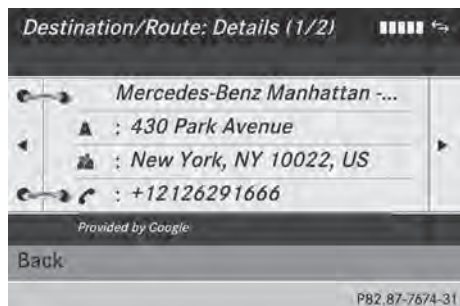 Destination/Route: Details (1/2)
Mercedes-Benz Manhattan -...
: 430 Park Avenue
: New York, NY 10022, US
: +12126291666
Provided by Google
Back
P82.87-7674-31